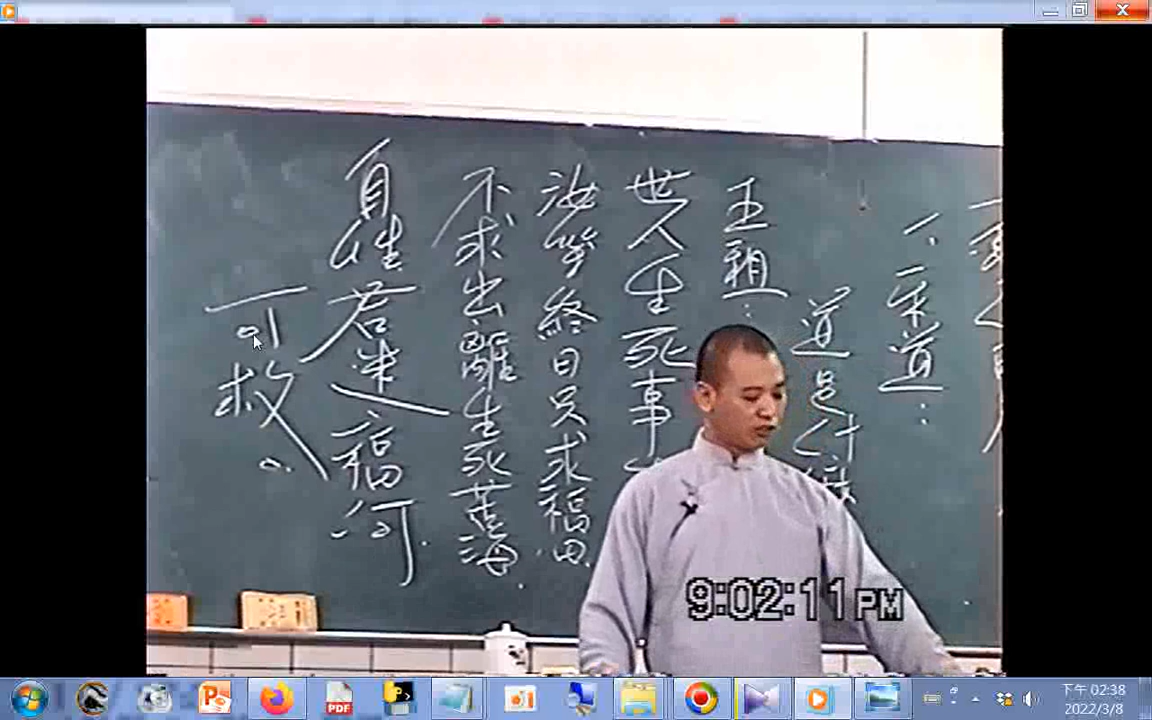 一、求道：
道是什
五祖：
世人生死事
汝等終日只求福田.
不求出離生死苦海.
自性若迷福何
可救。
9:02:11PM
PDF
下午 02:38
2022/3/8